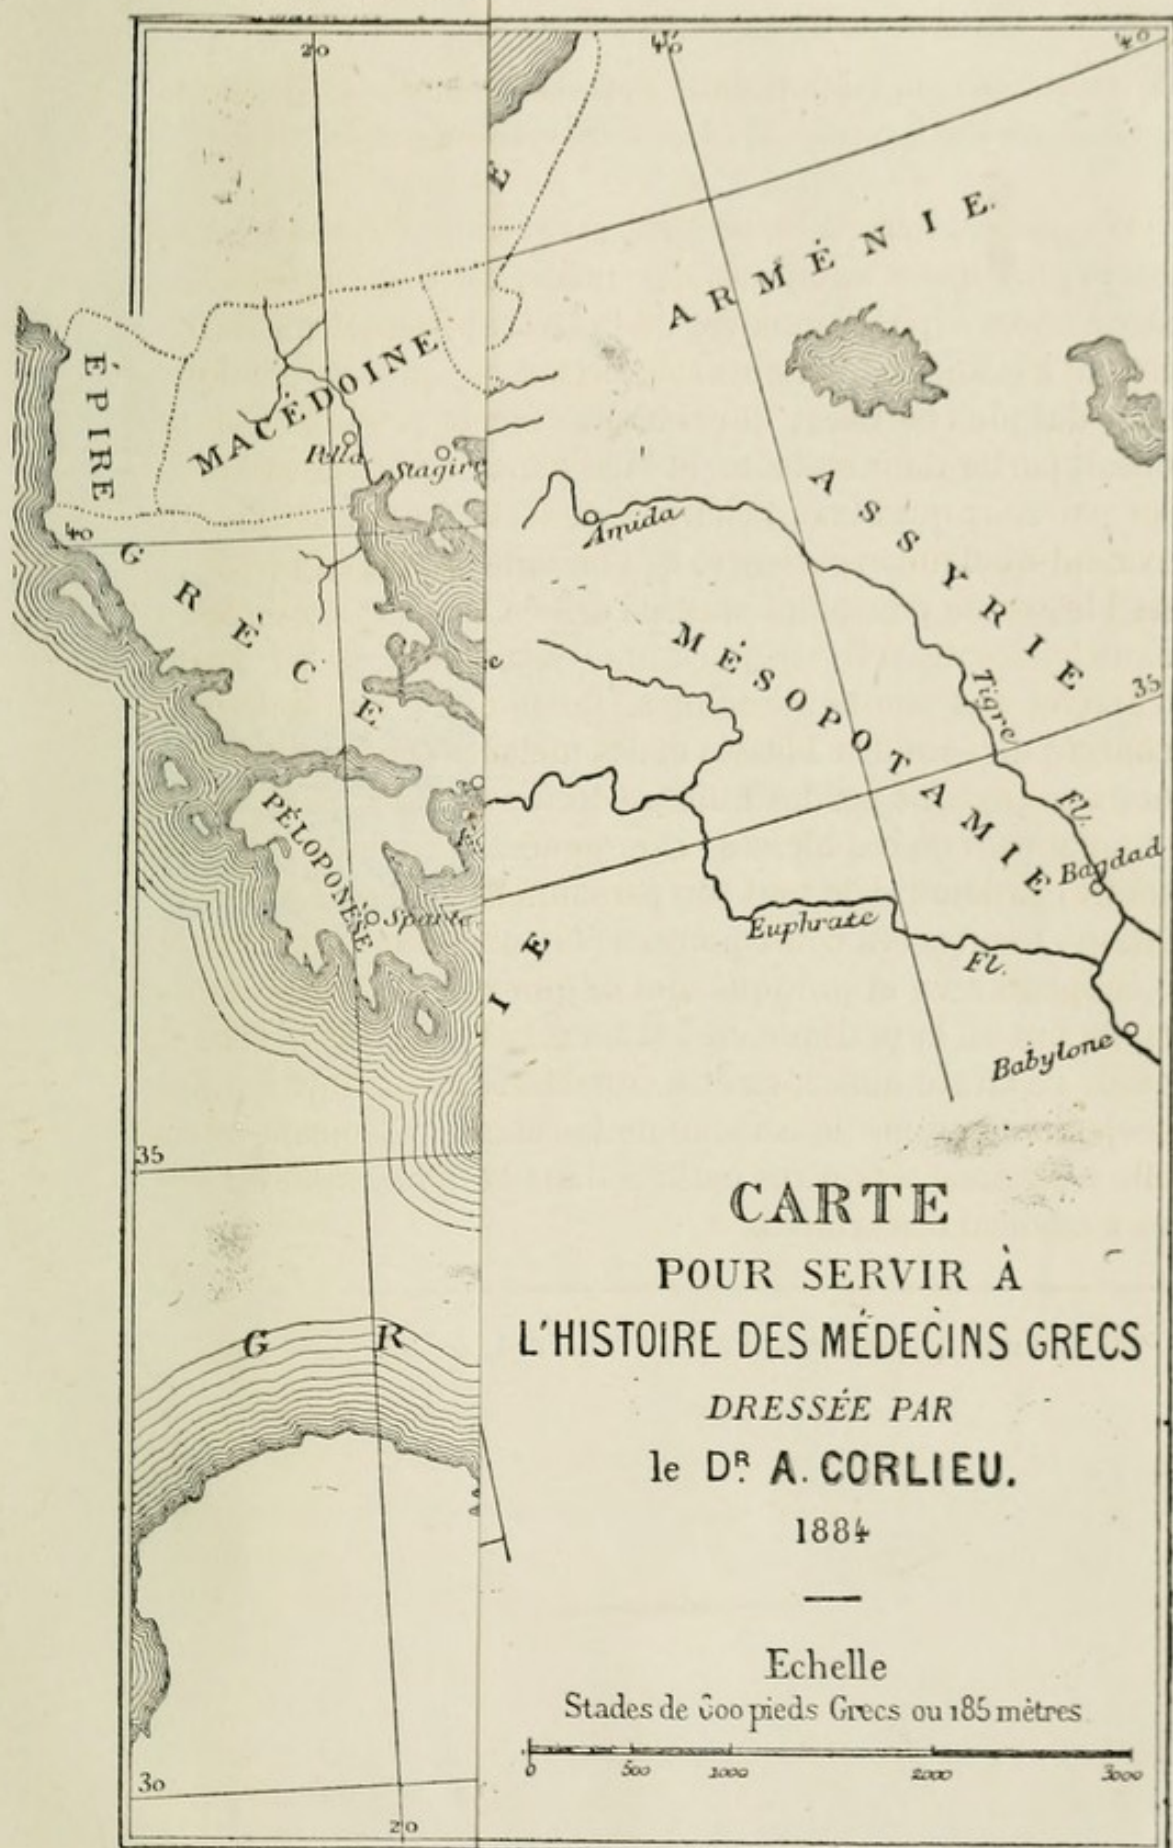 20
40
40
É
ARMÉNIE.
ÉPIRE
MACÉDOINE
Pella
Stagire
40
GRÈCE
Amida
ASSYRIE
MÉSOPOTAMIE
Tigre
Fl.
35
PÉLOPONÈSE
Sparte
Bagdad
Euphrate
Fl.
IE
Babylone
35
G R
CARTE
POUR SERVIR À
L'HISTOIRE DES MÉDECINS GRECS
DRESSÉE PAR
le DR. A. CORLIEU.
1884
Echelle
Stades de 600 pieds Grecs ou 185 mètres
0 500 1000 2000 3000
30
20